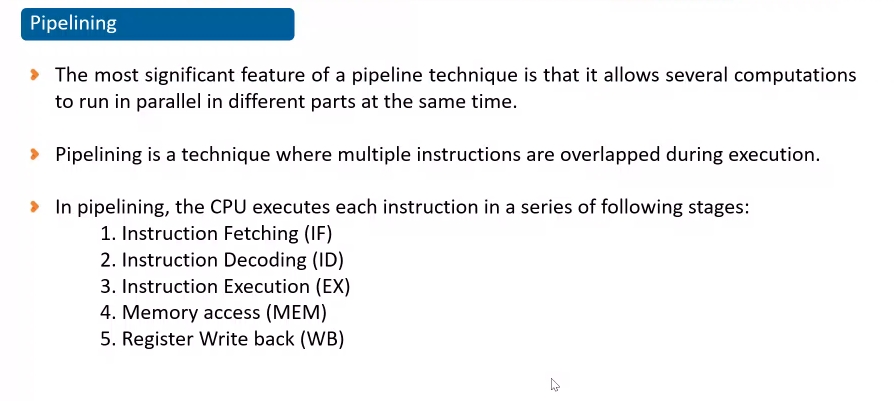 Pipelining
The most significant feature of a pipeline technique is that it allows several computations
to run in parallel in different parts at the same time.
Pipelining is a technique where multiple instructions are overlapped during execution.
In pipelining, the CPU executes each instruction in a series of following stages:
1. Instruction Fetching (IF)
2. Instruction Decoding (ID)
3. Instruction Execution (EX)
4. Memory access (MEM)
5. Register Write back (WB)